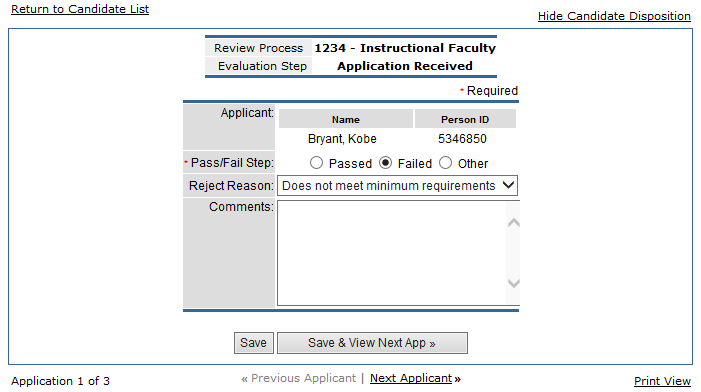 Return to Candidate List
Hide Candidate Disposition
Review Process 1234 - Instructional Faculty
Evaluation Step Application Received
* Required
Applicant: Name Person ID
Bryant, Kobe 5346850
* Pass/Fail Step: Passed Failed Other
Reject Reason: Does not meet minimum requirements
Comments:
Save Save & View Next App »
Application 1 of 3 « Previous Applicant | Next Applicant » Print View